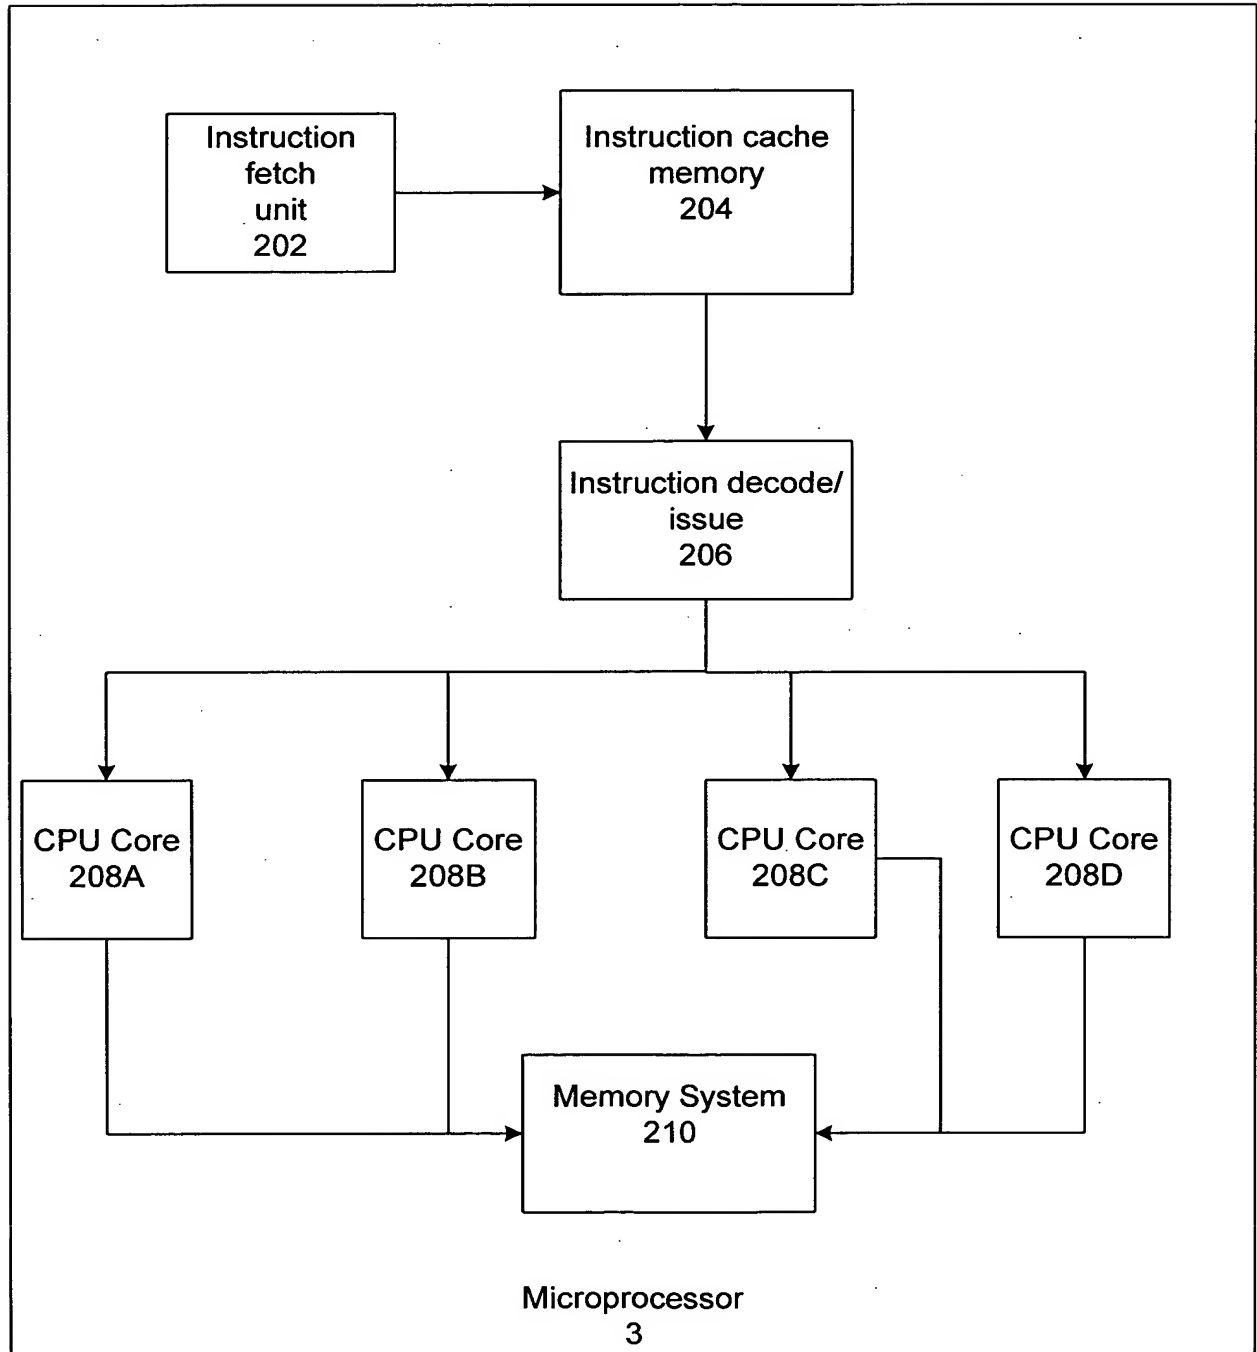 Instruction
fetch
unit
202
Instruction cache
memory
204
Instruction decode/
issue
206
CPU Core
208A
CPU Core
208B
CPU Core
208C
CPU Core
208D
Memory System
210
Microprocessor
3